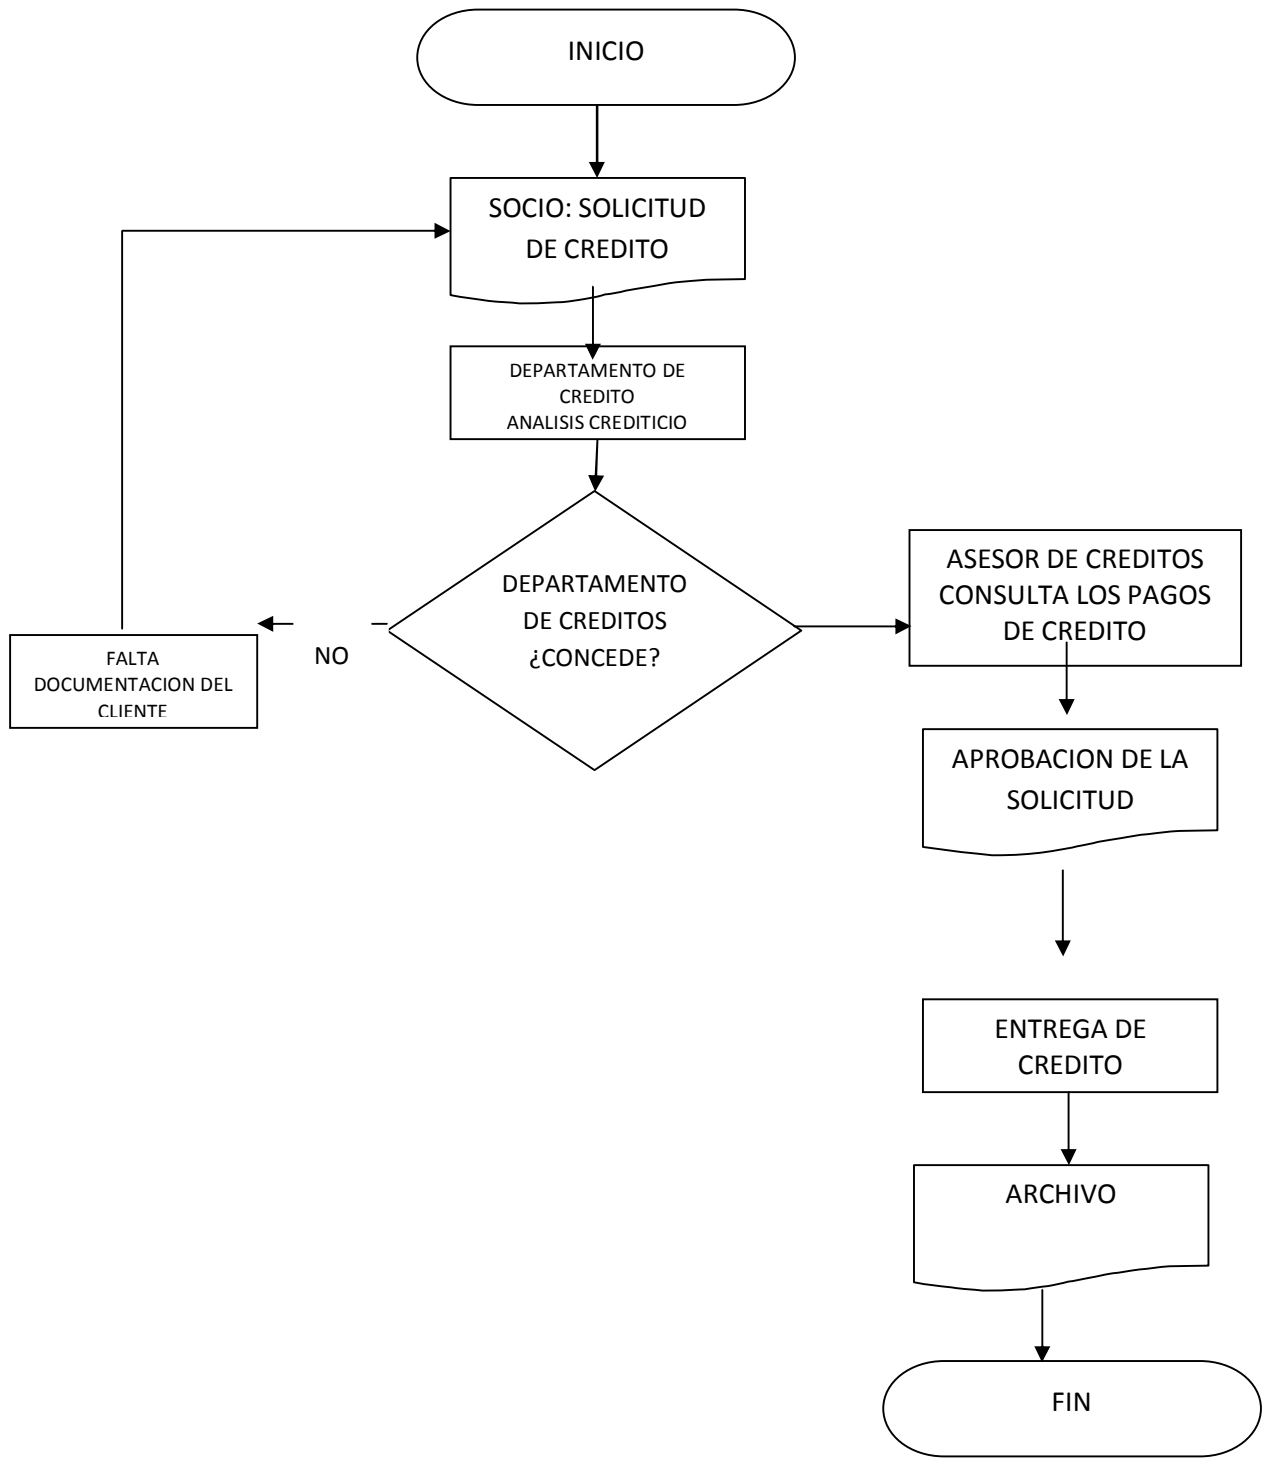 INICIO
SOCIO: SOLICITUD
DE CREDITO
DEPARTAMENTO DE
CREDITO
ANALISIS CREDITICIO
DEPARTAMENTO
DE CREDITOS
¿CONCEDE?
NO
FALTA
DOCUMENTACION DEL
CLIENTE
ASESOR DE CREDITOS
CONSULTA LOS PAGOS
DE CREDITO
APROBACION DE LA
SOLICITUD
ENTREGA DE
CREDITO
ARCHIVO
FIN